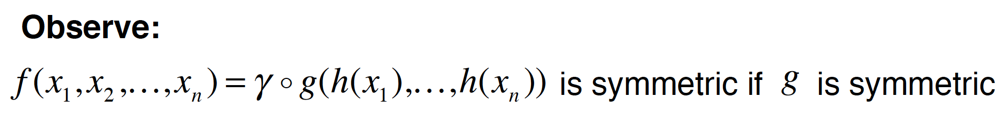 Observe:
f(x₁,x₂,…,xₙ) = γ ∘ g(h(x₁),…,h(xₙ)) is symmetric if g is symmetric